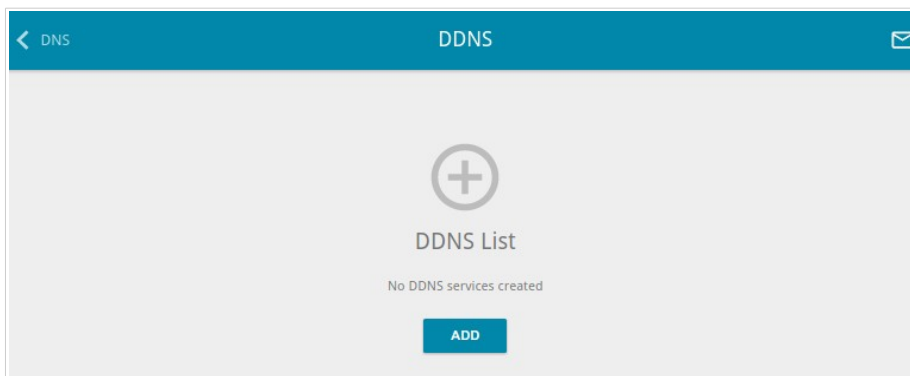 DNS
DDNS
DDNS List
No DDNS services created
ADD